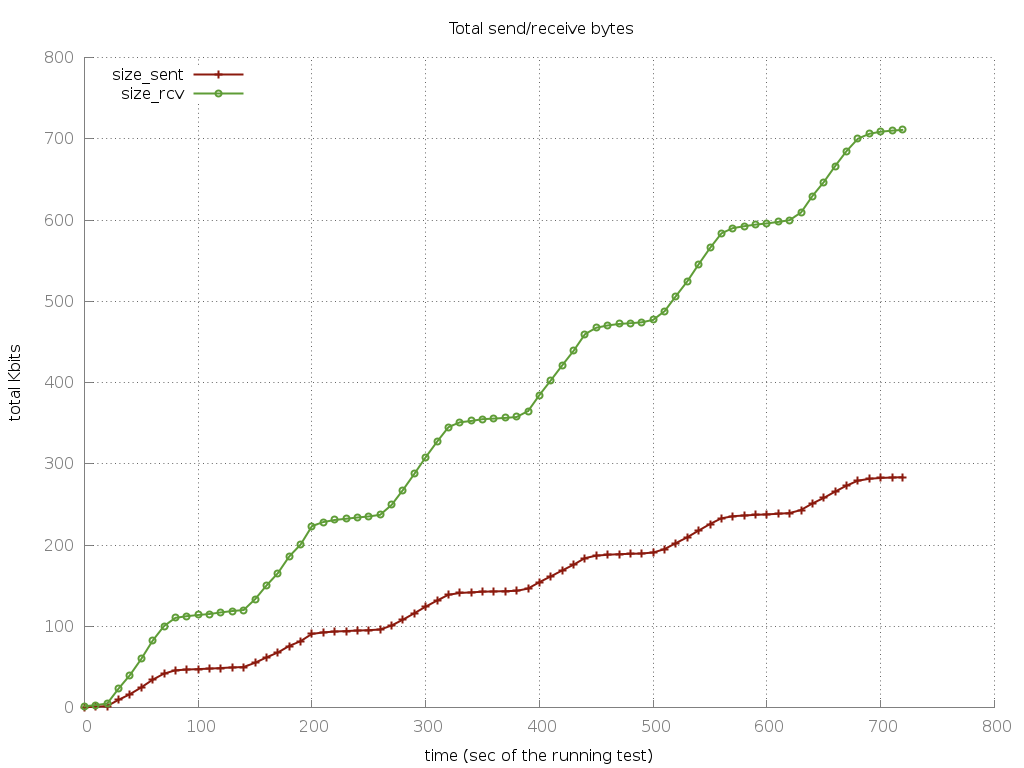 Total send/receive bytes
size_sent
size_rcv
total Kbits
800
700
600
500
400
300
200
100
0
0 100 200 300 400 500 600 700 800
time (sec of the running test)